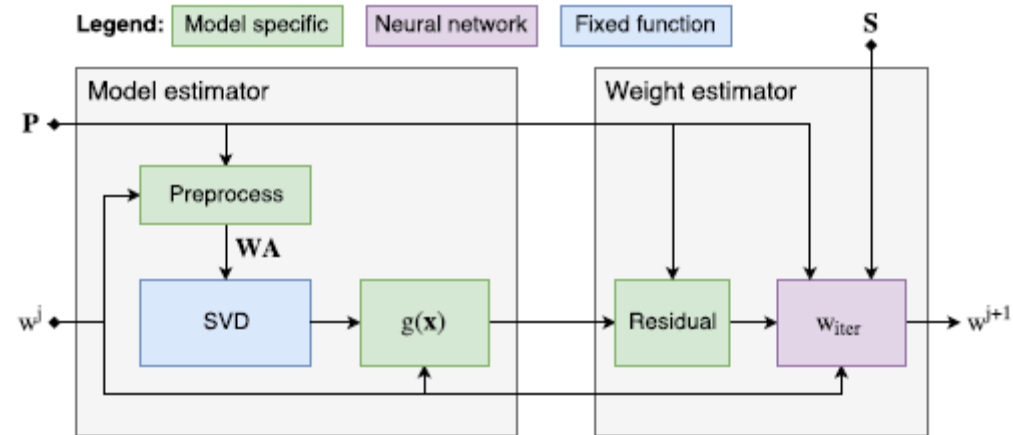 Legend: Model specific Neural network Fixed function
S
Model estimator Weight estimator
P
Preprocess
WA
w^j SVD g(x) Residual w_iter w^{j+1}